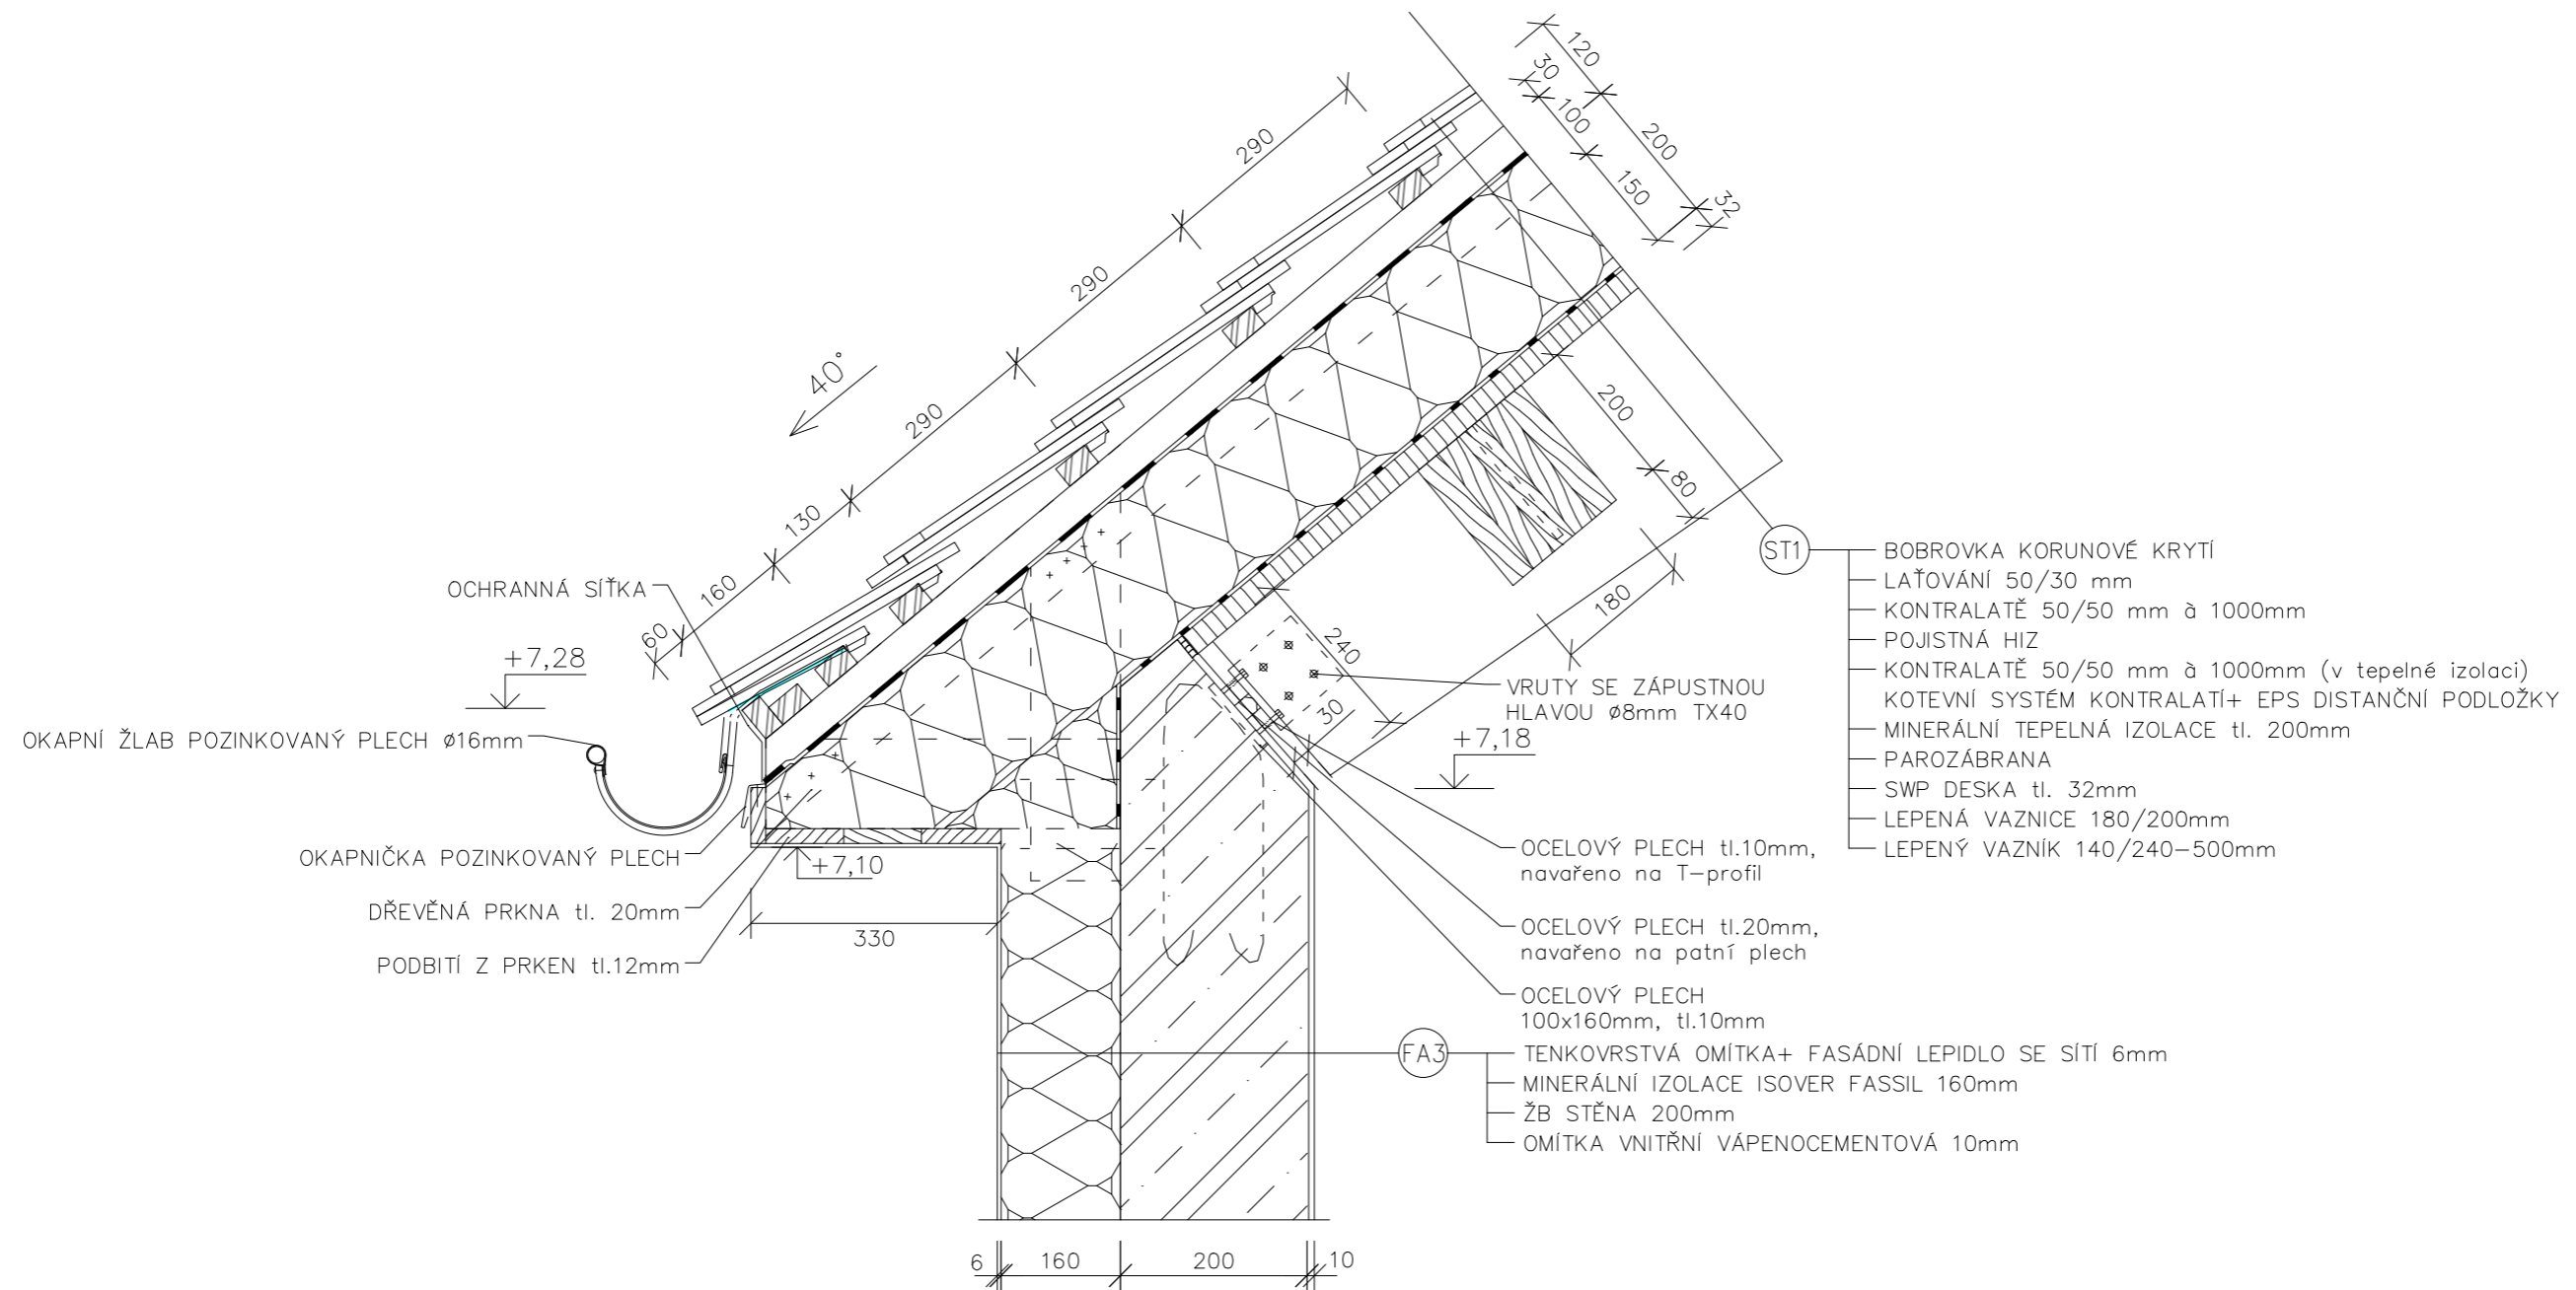 120
30
100
200
150
32
290
290
290
130
160
60
40°
200
80
180
240
30
OCHRANNÁ SÍŤKA
+7,28
OKAPNÍ ŽLAB POZINKOVANÝ PLECH ø16mm
OKAPNIČKA POZINKOVANÝ PLECH
+7,10
DŘEVĚNÁ PRKNA tl. 20mm
330
PODBITÍ Z PRKEN tl.12mm
ST1
BOBROVKA KORUNOVÉ KRYTÍ
LAŤOVÁNÍ 50/30 mm
KONTRALATĚ 50/50 mm à 1000mm
POJISTNÁ HIZ
KONTRALATĚ 50/50 mm à 1000mm (v tepelné izolaci)
KOTEVNÍ SYSTÉM KONTRALATÍ+ EPS DISTANČNÍ PODLOŽKY
MINERÁLNÍ TEPELNÁ IZOLACE tl. 200mm
PAROZÁBRANA
SWP DESKA tl. 32mm
LEPENÁ VAZNICE 180/200mm
LEPENÝ VAZNÍK 140/240-500mm
VRUTY SE ZÁPUSTNOU
HLAVOU ø8mm TX40
+7,18
OCELOVÝ PLECH tl.10mm,
navařeno na T-profil
OCELOVÝ PLECH tl.20mm,
navařeno na patní plech
OCELOVÝ PLECH
100x160mm, tl.10mm
FA3
TENKOVRSTVÁ OMÍTKA+ FASÁDNÍ LEPIDLO SE SÍTÍ 6mm
MINERÁLNÍ IZOLACE ISOVER FASSIL 160mm
ŽB STĚNA 200mm
OMÍTKA VNITŘNÍ VÁPENOCEMENTOVÁ 10mm
6 160 200 10